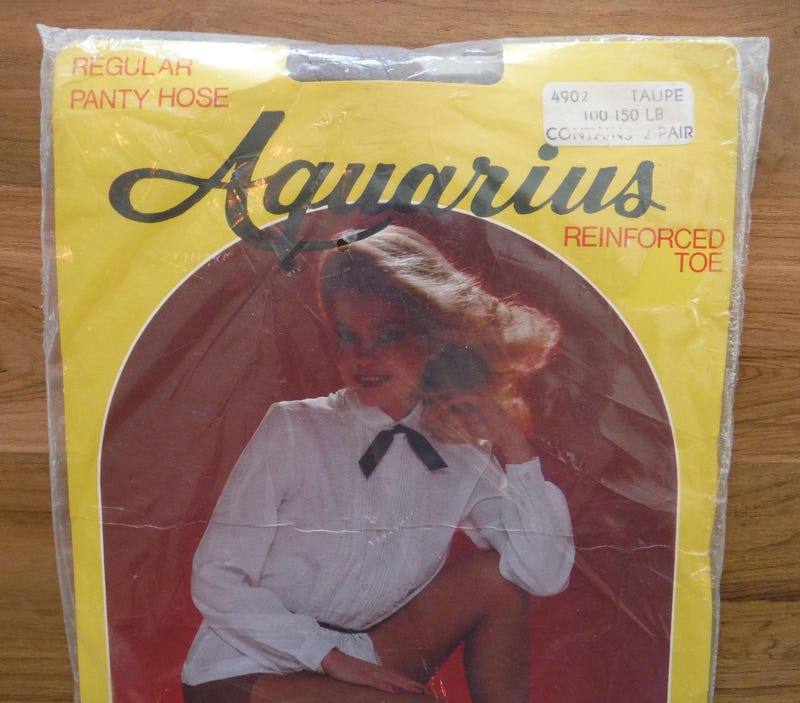 REGULAR
PANTY HOSE
4902 TAUPE
100-150 LB
CONTAINS 2 PAIR
Aquarius
REINFORCED
TOE